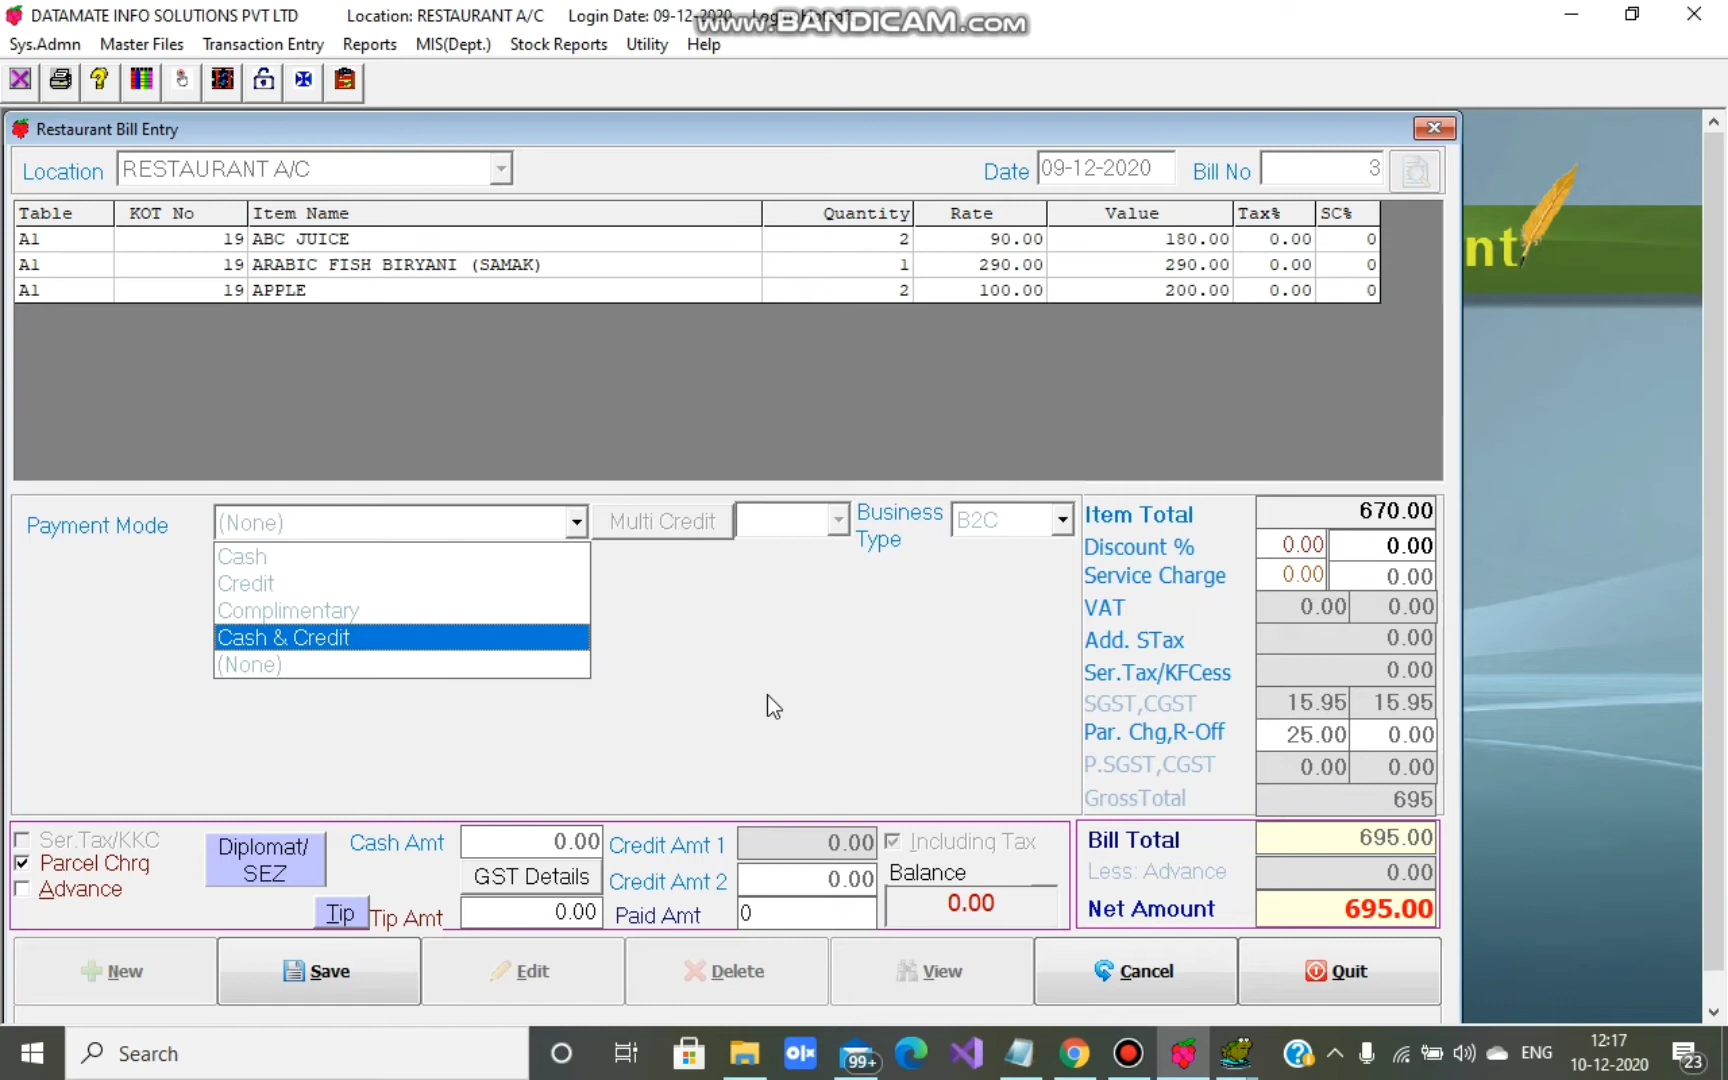 DATAMATE INFO SOLUTIONS PVT LTD Location: RESTAURANT A/C Login Date: 09-12-2020
www.BANDICAM.com
Sys.Admn Master Files Transaction Entry Reports MIS(Dept.) Stock Reports Utility Help
Restaurant Bill Entry
Location RESTAURANT A/C Date 09-12-2020 Bill No 3
Table KOT No Item Name Quantity Rate Value Tax% SC%
A1 19 ABC JUICE 2 90.00 180.00 0.00 0
A1 19 ARABIC FISH BIRYANI (SAMAK) 1 290.00 290.00 0.00 0
A1 19 APPLE 2 100.00 200.00 0.00 0
nt
Payment Mode (None) Multi Credit Business Type B2C
Cash
Credit
Complimentary
Cash & Credit
(None)
Item Total 670.00
Discount % 0.00 0.00
Service Charge 0.00 0.00
VAT 0.00 0.00
Add. STax 0.00
Ser.Tax/KFCess 0.00
SGST,CGST 15.95 15.95
Par. Chg,R-Off 25.00 0.00
P.SGST,CGST 0.00 0.00
GrossTotal 695
Ser.Tax/KKC
Parcel Chrq
Advance
Diplomat/
SEZ
Tip
Cash Amt 0.00
GST Details
Tip Amt 0.00
Credit Amt 1 0.00
Credit Amt 2 0.00
Paid Amt 0
Including Tax
Balance
0.00
Bill Total 695.00
Less: Advance 0.00
Net Amount 695.00
New Save Edit Delete View Cancel Quit
Search
olx
99+
ENG
12:17
10-12-2020
23